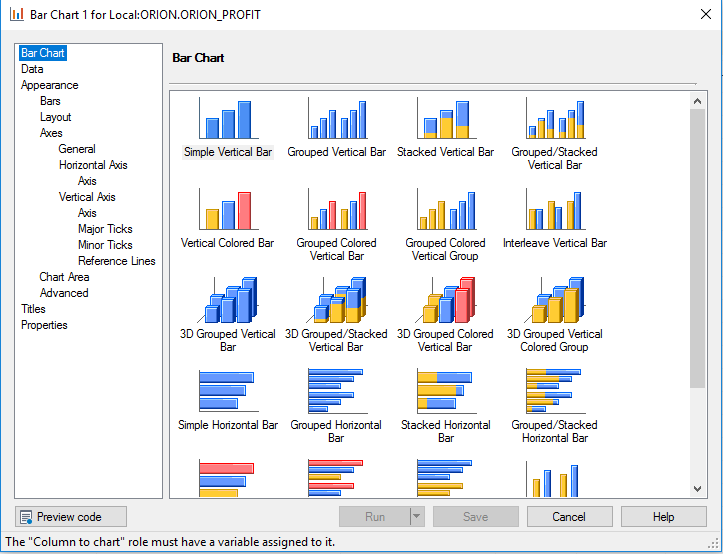 Bar Chart 1 for Local:ORION.ORION_PROFIT
Bar Chart
Data
Appearance
Bars
Layout
Axes
General
Horizontal Axis
Axis
Vertical Axis
Axis
Major Ticks
Minor Ticks
Reference Lines
Chart Area
Advanced
Titles
Properties
Bar Chart
Simple Vertical Bar
Grouped Vertical Bar
Stacked Vertical Bar
Grouped/Stacked
Vertical Bar
Vertical Colored Bar
Grouped Colored
Vertical Bar
Grouped Colored
Vertical Group
Interleave Vertical Bar
3D Grouped Vertical
Bar
3D Grouped/Stacked
Vertical Bar
3D Grouped Colored
Vertical Bar
3D Grouped Vertical
Colored Group
Simple Horizontal Bar
Grouped Horizontal
Bar
Stacked Horizontal
Bar
Grouped/Stacked
Horizontal Bar
Preview code
Run
Save
Cancel
Help
The "Column to chart" role must have a variable assigned to it.